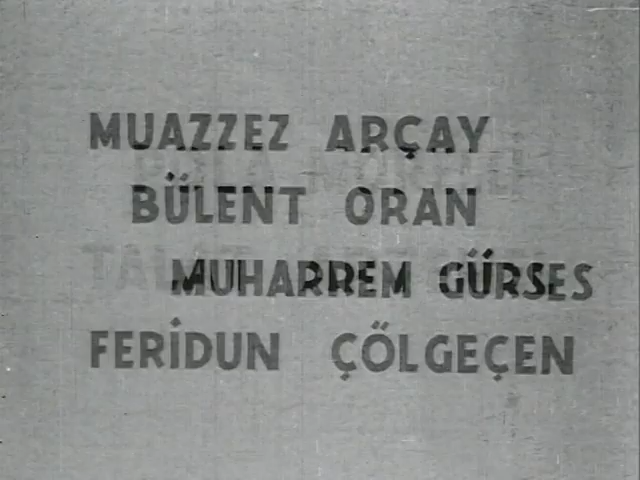 MUAZZEZ ARÇAY
BÜLENT ORAN
MUHARREM GÜRSES
FERİDUN ÇÖLGEÇEN